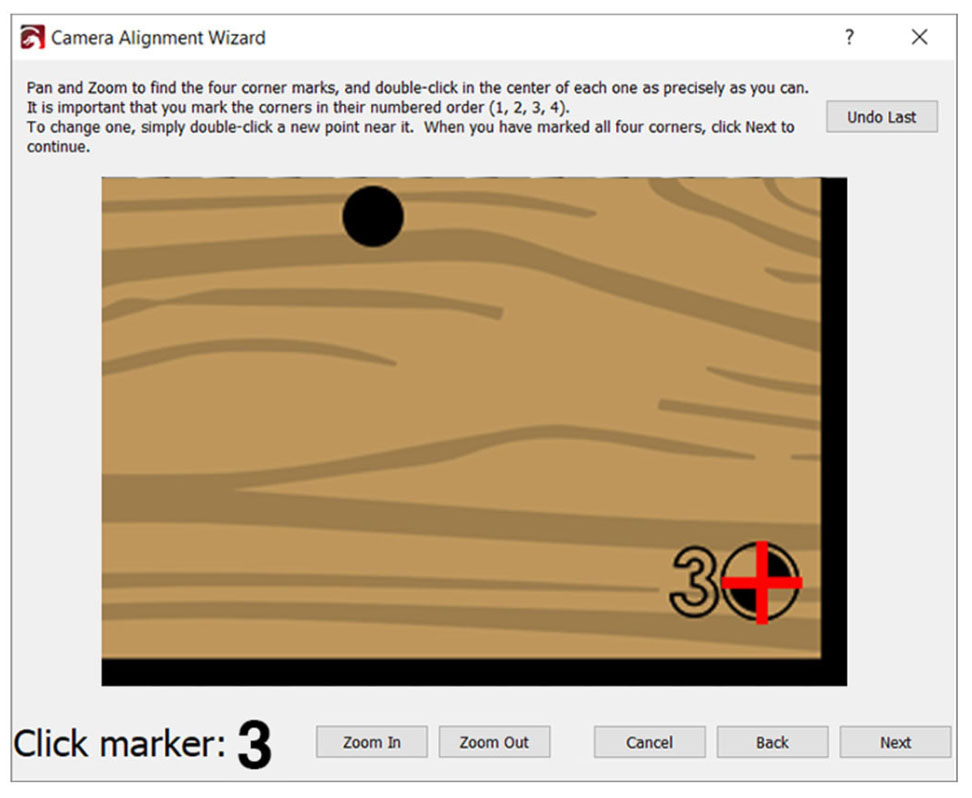 Camera Alignment Wizard
Pan and Zoom to find the four corner marks, and double-click in the center of each one as precisely as you can.
It is important that you mark the corners in their numbered order (1, 2, 3, 4).
To change one, simply double-click a new point near it.  When you have marked all four corners, click Next to
continue.
Undo Last
3
Click marker: 3
Zoom In
Zoom Out
Cancel
Back
Next